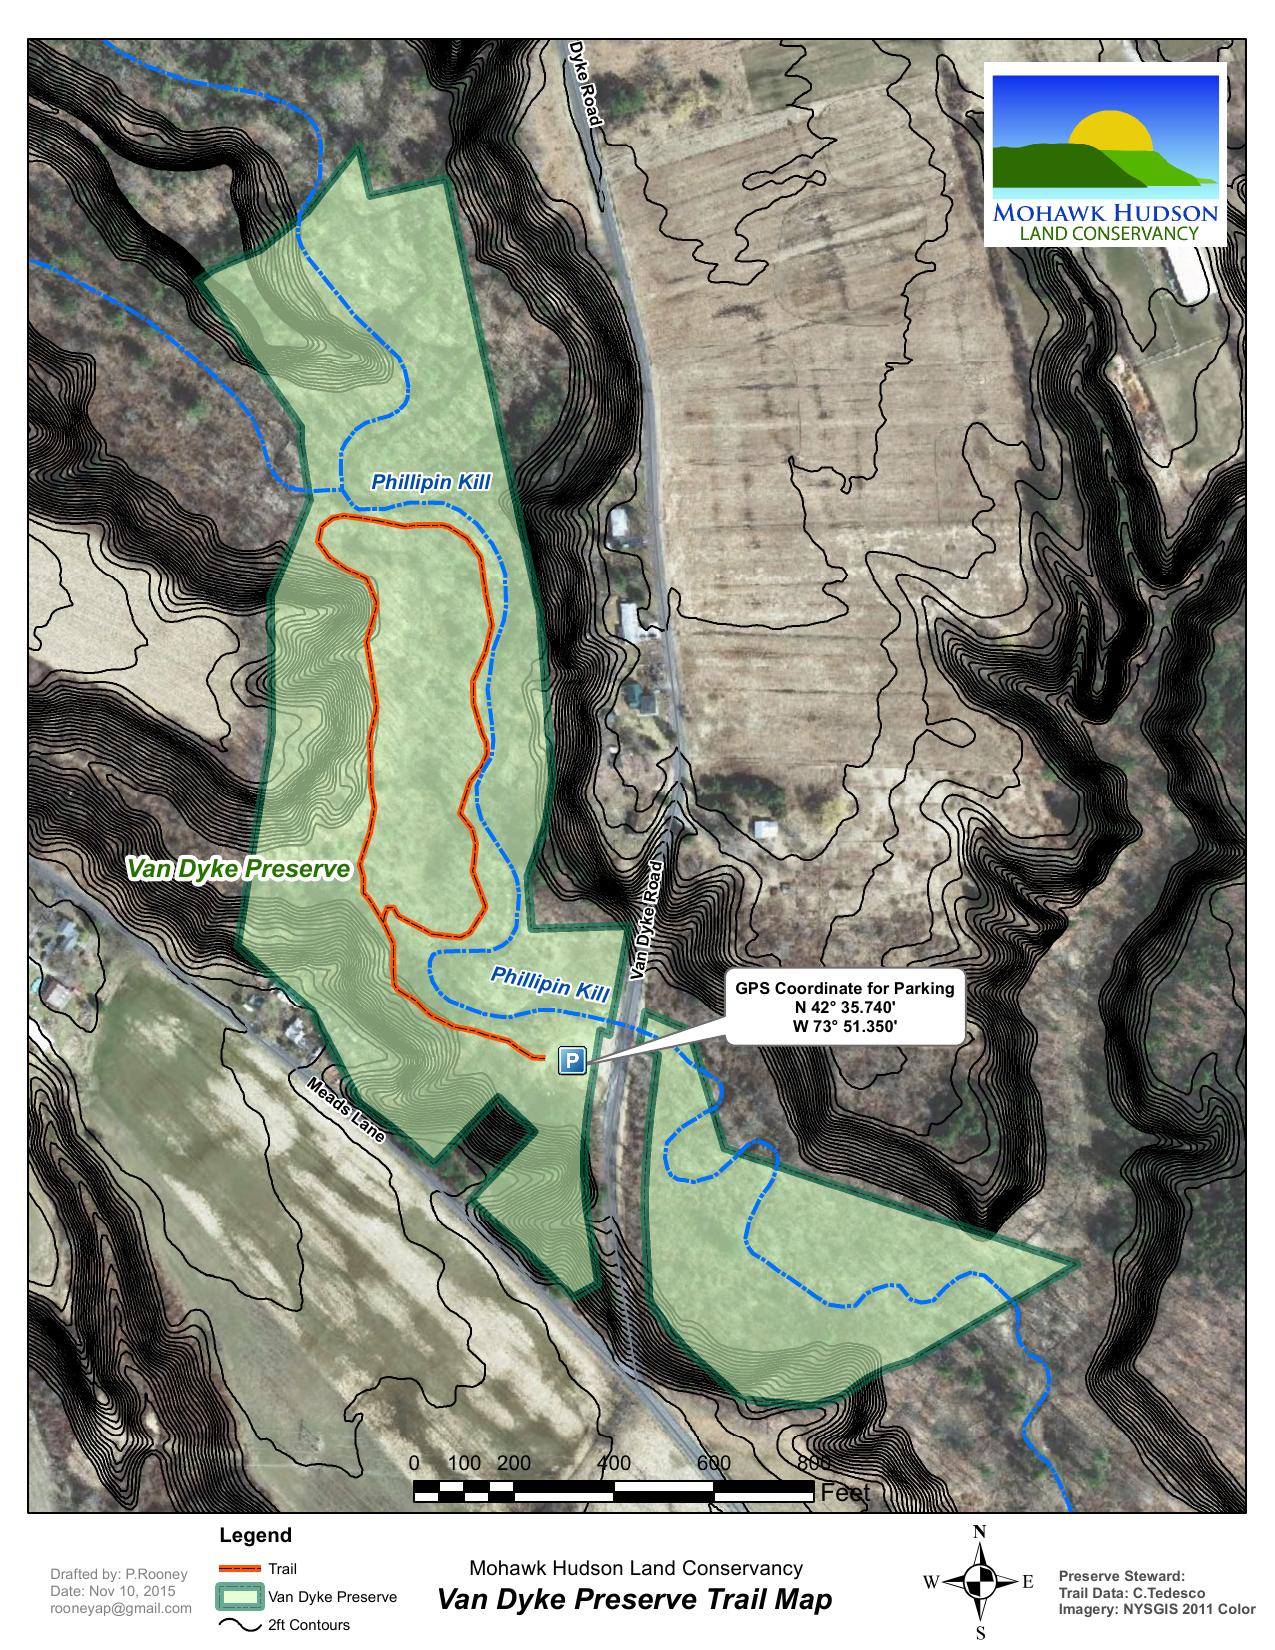 Dyke Road
MOHAWK HUDSON
LAND CONSERVANCY
Phillipin Kill
Van Dyke Preserve
Van Dyke Road
Phillipin Kill
GPS Coordinate for Parking
N 42° 35.740'
W 73° 51.350'
P
Meads Lane
0 100 200 400 600 800
Feet
Legend
Trail
Van Dyke Preserve
2ft Contours
Drafted by: P.Rooney
Date: Nov 10, 2015
rooneyap@gmail.com
Mohawk Hudson Land Conservancy
Van Dyke Preserve Trail Map
N
W E
S
Preserve Steward:
Trail Data: C.Tedesco
Imagery: NYSGIS 2011 Color